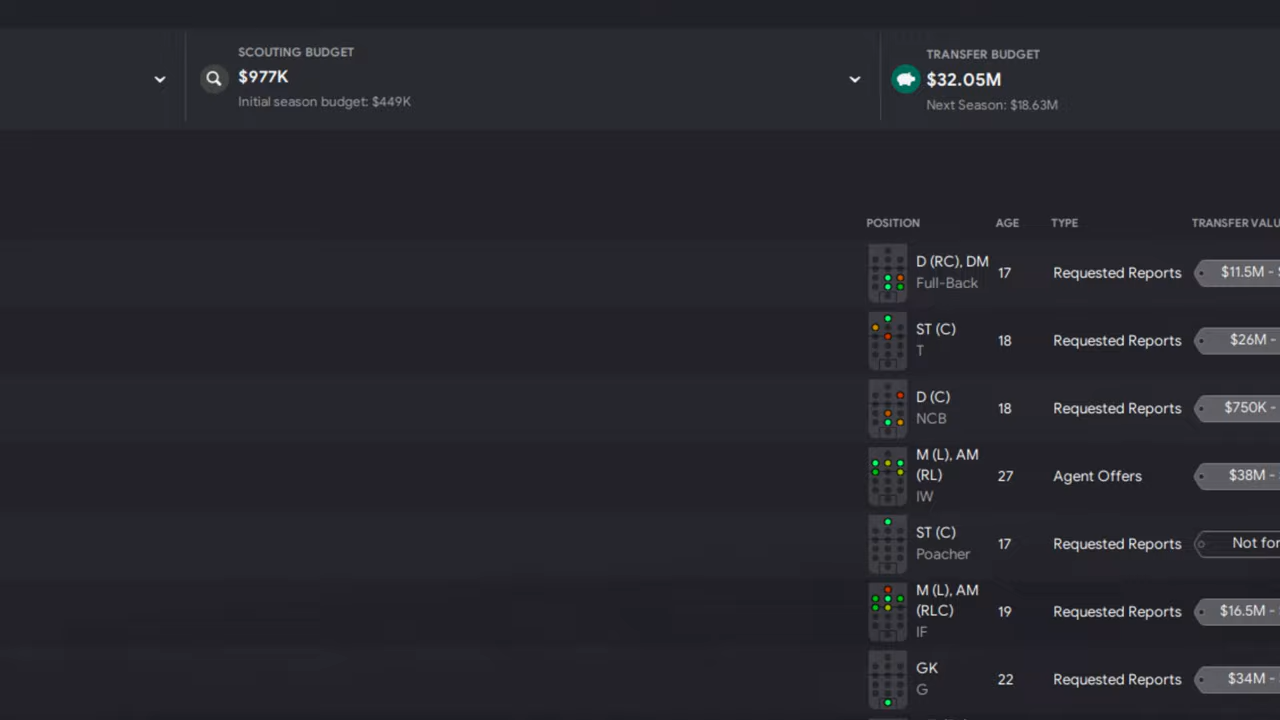 SCOUTING BUDGET
$977K
Initial season budget: $449K
TRANSFER BUDGET
$32.05M
Next Season: $18.63M
POSITION AGE TYPE TRANSFER VALU
D (RC), DM
Full-Back
17 Requested Reports $11.5M -
ST (C)
T
18 Requested Reports $26M -
D (C)
NCB
18 Requested Reports $750K -
M (L), AM
(RL)
IW
27 Agent Offers $38M -
ST (C)
Poacher
17 Requested Reports Not for
M (L), AM
(RLC)
IF
19 Requested Reports $16.5M -
GK
G
22 Requested Reports $34M -